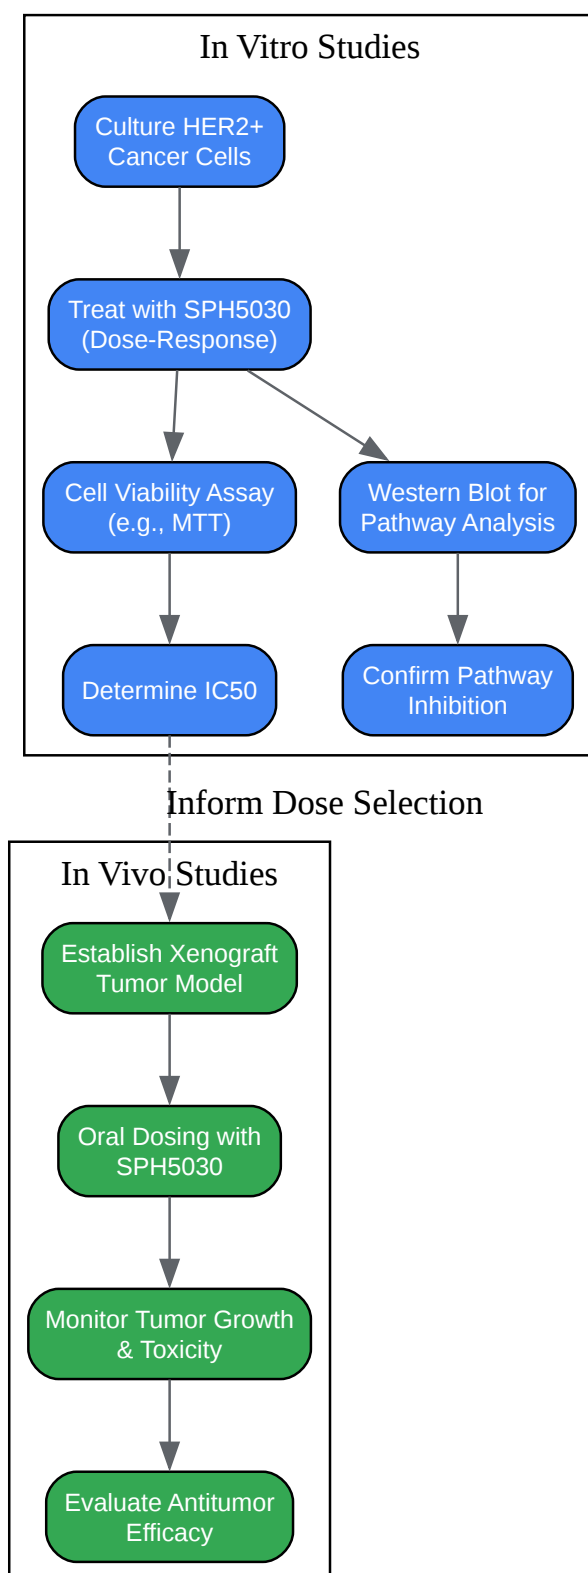 In Vitro Studies
Culture HER2+
Cancer Cells
Treat with SPH5030
(Dose-Response)
Cell Viability Assay
(e.g., MTT)
Western Blot for
Pathway Analysis
Determine IC50
Confirm Pathway
Inhibition
Inform Dose Selection
In Vivo Studies
Establish Xenograft
Tumor Model
Oral Dosing with
SPH5030
Monitor Tumor Growth
& Toxicity
Evaluate Antitumor
Efficacy